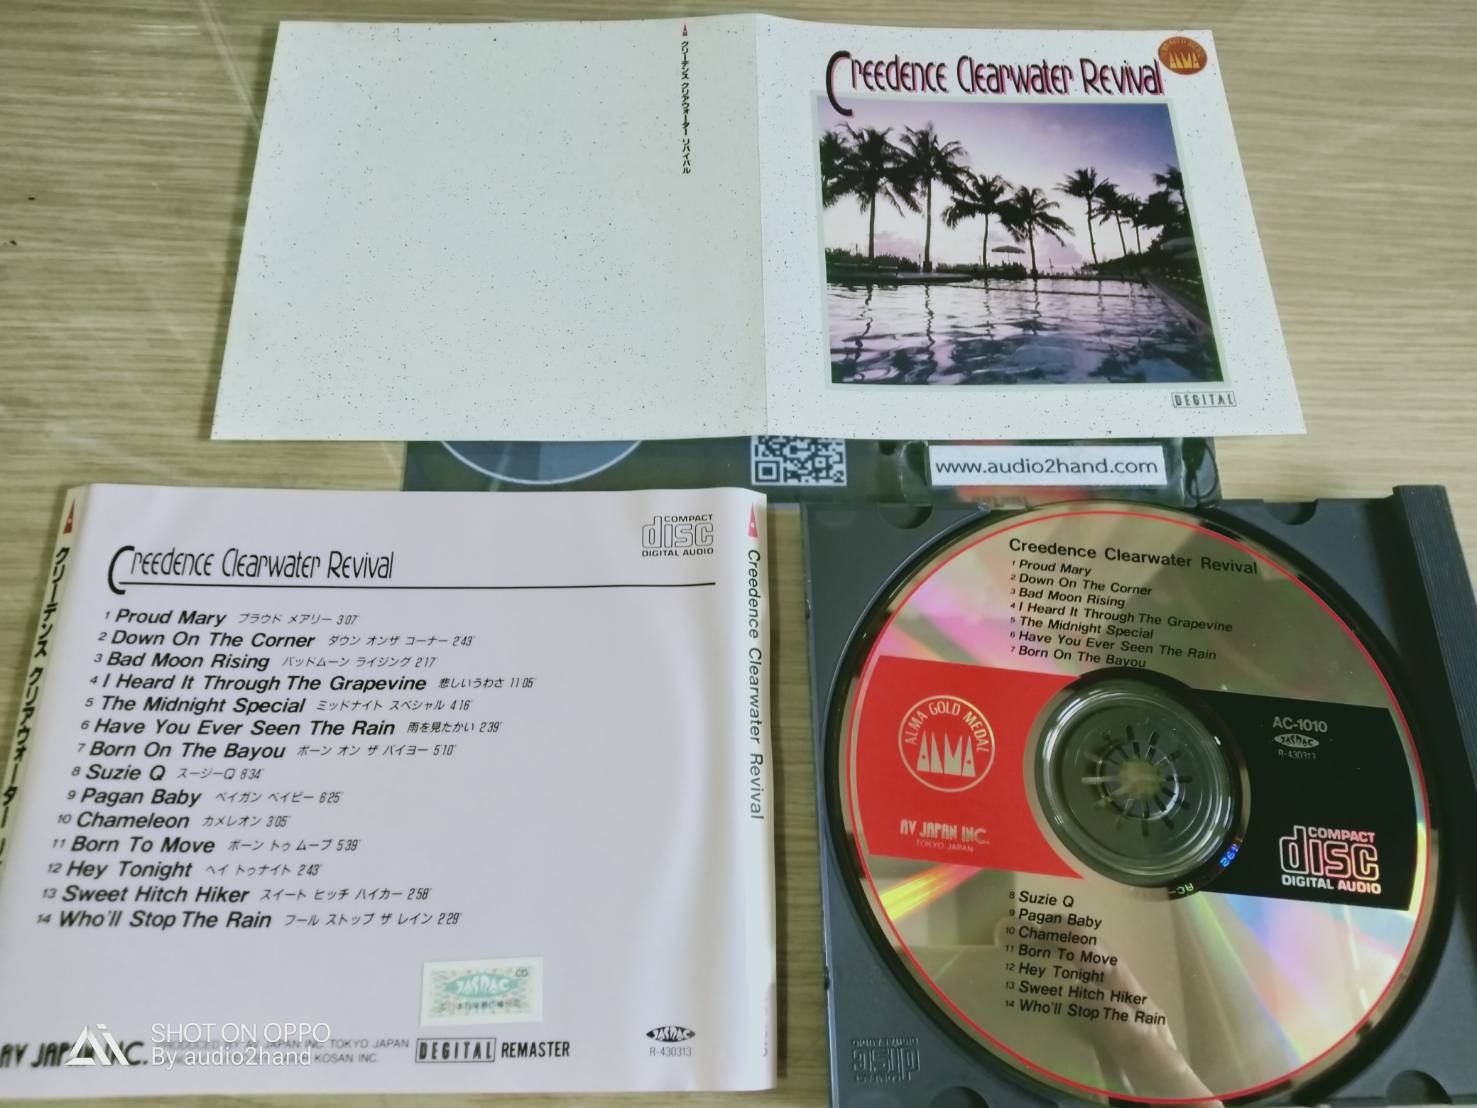 クリーデンス クリアウォーター リバイバル
Creedence Clearwater Revival
ALMA
DEGITAL
www.audio2hand.com
クリーデンス クリアウォーター
COMPACT
disc
DIGITAL AUDIO
Creedence Clearwater Revival
1 Proud Mary プラウド メアリー 3'07"
2 Down On The Corner ダウン オンザ コーナー 2'43"
3 Bad Moon Rising バッドムーン ライジング 2'17"
4 I Heard It Through The Grapevine 悲しいうわさ 11'05"
5 The Midnight Special ミッドナイト スペシャル 4'16"
6 Have You Ever Seen The Rain 雨を見たかい 2'39"
7 Born On The Bayou ボーン オン ザ バイヨー 5'10"
8 Suzie Q スージーQ 8'34"
9 Pagan Baby ペイガン ベイビー 6'25"
10 Chameleon カメレオン 3'05"
11 Born To Move ボーン トゥ ムーブ 5'39"
12 Hey Tonight ヘイ トゥナイト 2'43"
13 Sweet Hitch Hiker スイート ヒッチ ハイカー 2'58"
14 Who'll Stop The Rain フール ストップ ザ レイン 2'29"
JASRAC
AV JAPAN INC.
TOKYO JAPAN
KOSAN INC.
DEGITAL REMASTER
JASRAC
R-430313
Creedence Clearwater Revival
SHOT ON OPPO
By audio2hand
Creedence Clearwater Revival
1 Proud Mary
2 Down On The Corner
3 Bad Moon Rising
4 I Heard It Through The Grapevine
5 The Midnight Special
6 Have You Ever Seen The Rain
7 Born On The Bayou
ALMA GOLD MEDAL
ALMA
AV JAPAN INC.
TOKYO JAPAN
AC-1010
JASRAC
R-430313
COMPACT
disc
DIGITAL AUDIO
8 Suzie Q
9 Pagan Baby
10 Chameleon
11 Born To Move
12 Hey Tonight
13 Sweet Hitch Hiker
14 Who'll Stop The Rain